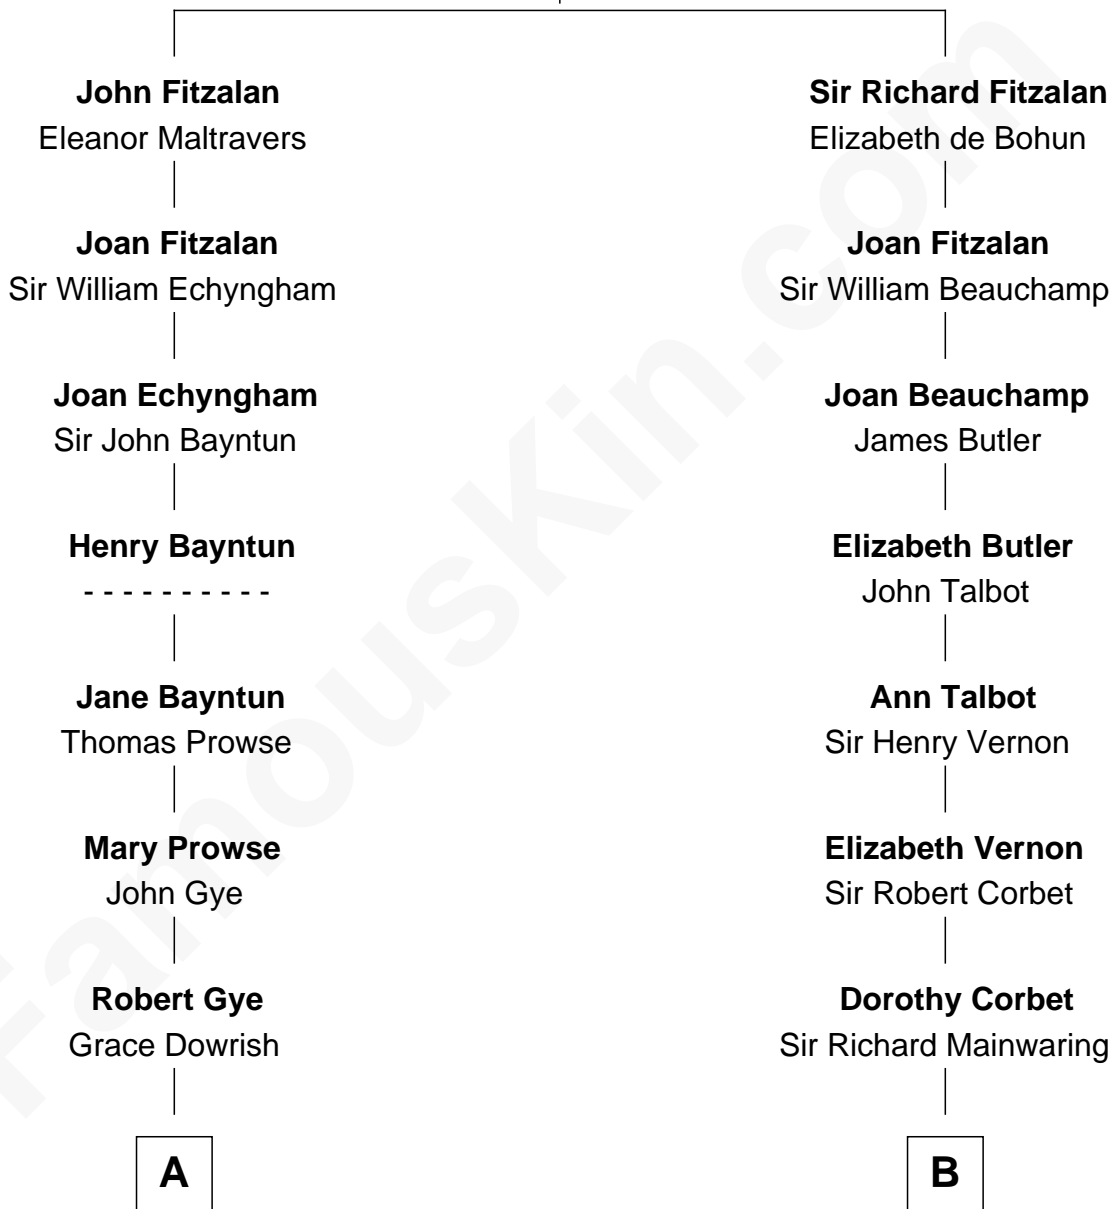 John Fitzalan
Eleanor Maltravers
Joan Fitzalan
Sir William Echyngham
Joan Echyngham
Sir John Bayntun
Henry Bayntun
- - - - - - - - - -
Jane Bayntun
Thomas Prowse
Mary Prowse
John Gye
Robert Gye
Grace Dowrish
A
Sir Richard Fitzalan
Elizabeth de Bohun
Joan Fitzalan
Sir William Beauchamp
Joan Beauchamp
James Butler
Elizabeth Butler
John Talbot
Ann Talbot
Sir Henry Vernon
Elizabeth Vernon
Sir Robert Corbet
Dorothy Corbet
Sir Richard Mainwaring
B
FamousKin.com